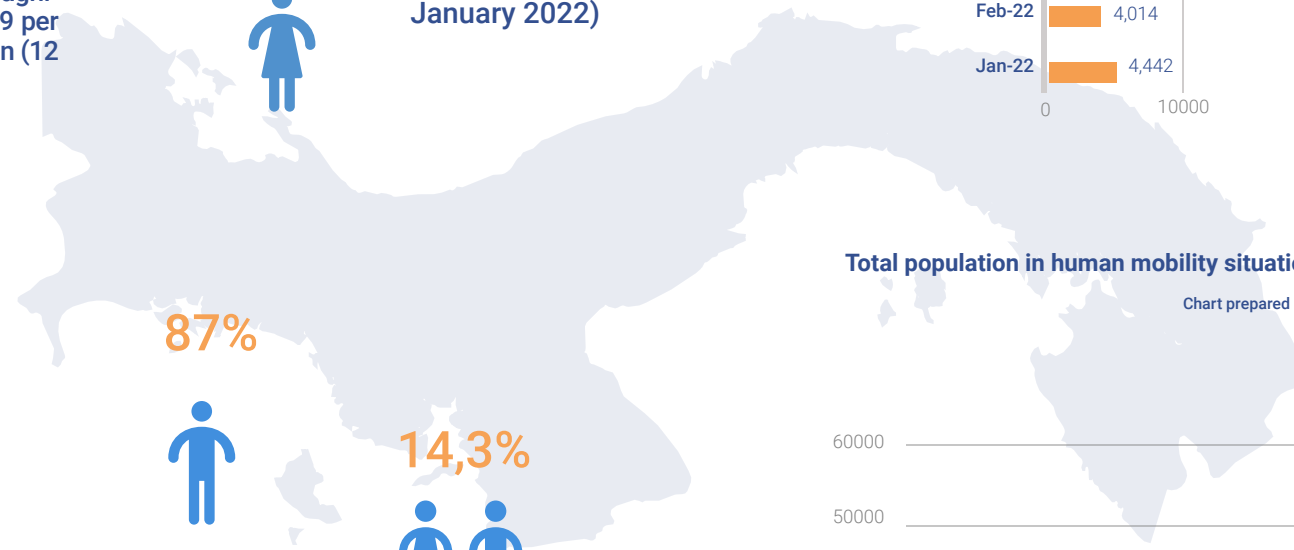 9 per
n (12
January 2022)
Feb-22 4,014
Jan-22 4,442
0 10000
Total population in human mobility
Chart prepared
87%
14,3%
60000
50000